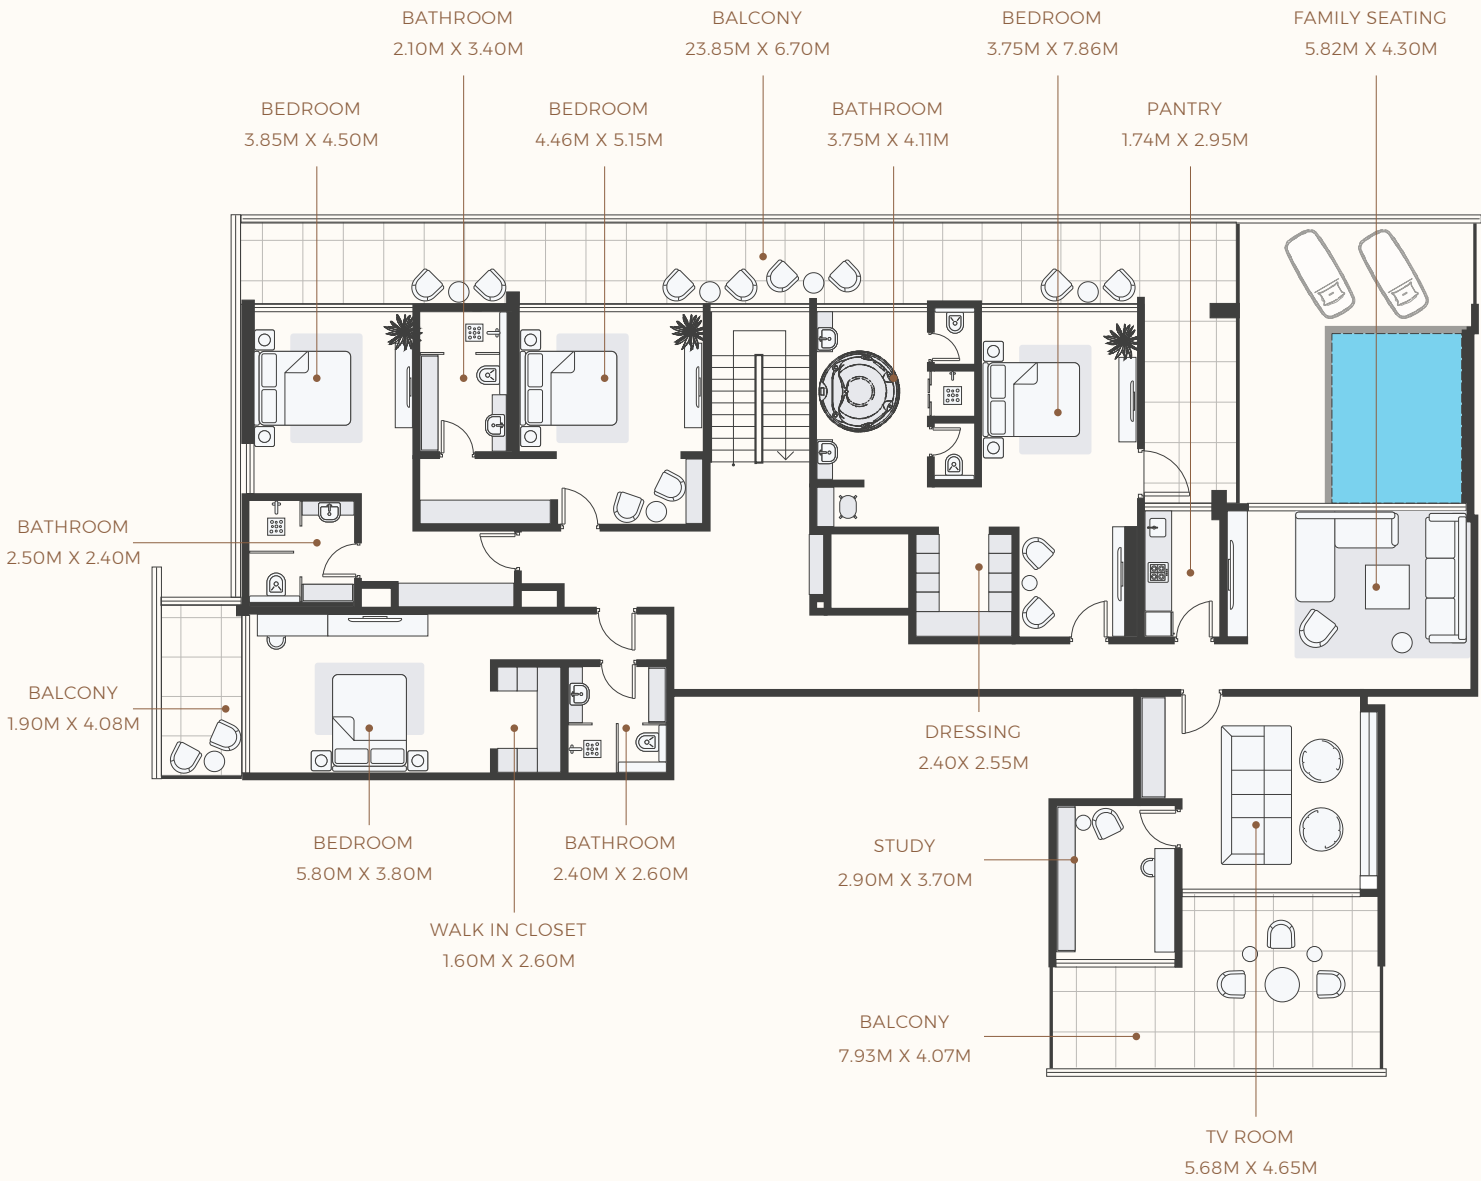 BATHROOM
2.10M X 3.40M
BALCONY
23.85M X 6.70M
BEDROOM
3.75M X 7.86M
FAMILY SEATING
5.82M X 4.30M
BEDROOM
3.85M X 4.50M
BEDROOM
4.46M X 5.15M
BATHROOM
3.75M X 4.11M
PANTRY
1.74M X 2.95M
BATHROOM
2.50M X 2.40M
BALCONY
1.90M X 4.08M
DRESSING
2.40X 2.55M
BEDROOM
5.80M X 3.80M
BATHROOM
2.40M X 2.60M
STUDY
2.90M X 3.70M
WALK IN CLOSET
1.60M X 2.60M
BALCONY
7.93M X 4.07M
TV ROOM
5.68M X 4.65M